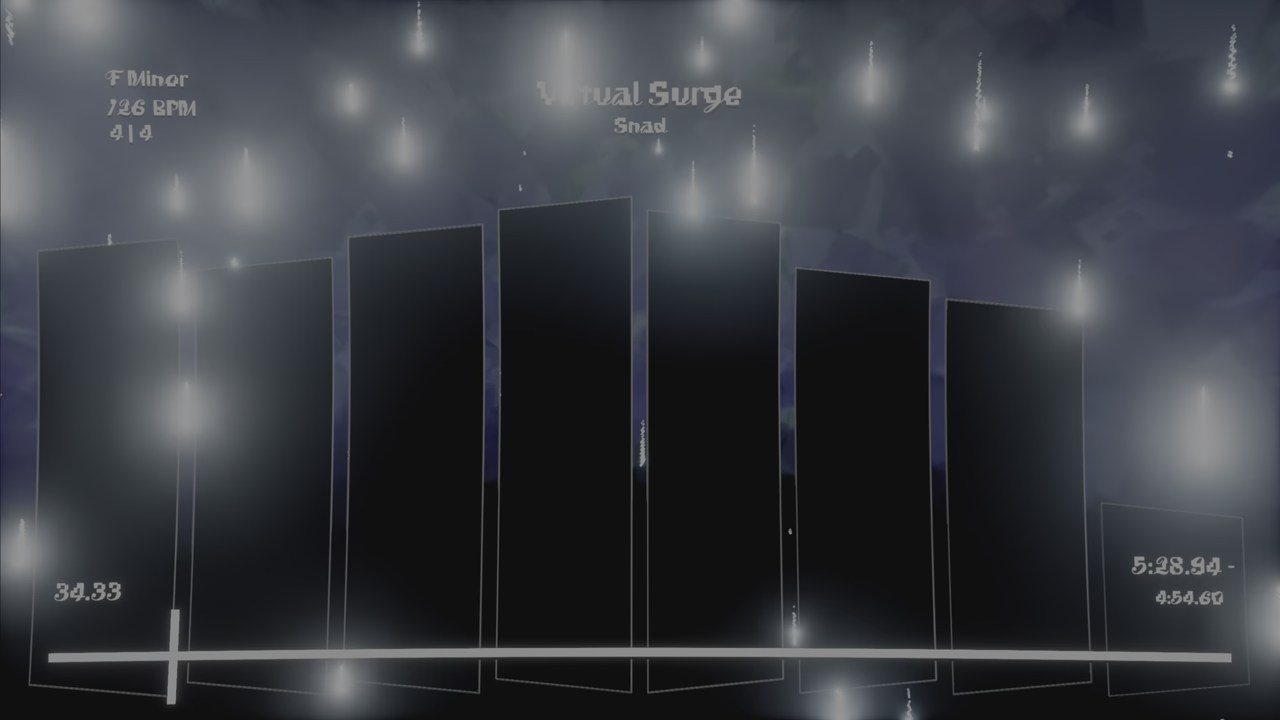 F Minor
126 BPM
4|4
Virtual Surge
Snad
34.33
5:28.94 -
4:54.60